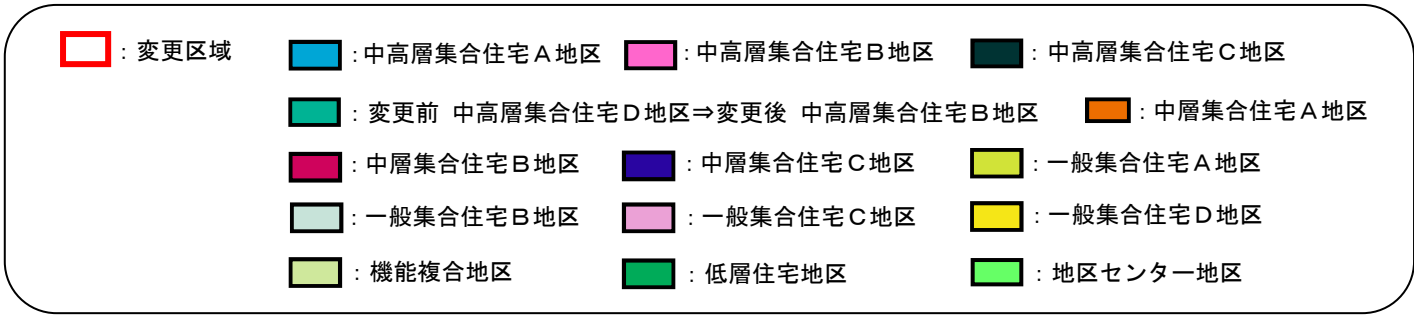 ：変更区域 ：中高層集合住宅Ａ地区 ：中高層集合住宅Ｂ地区 ：中高層集合住宅Ｃ地区
：変更前 中高層集合住宅Ｄ地区⇒変更後 中高層集合住宅Ｂ地区 ：中層集合住宅Ａ地区
：中層集合住宅Ｂ地区 ：中層集合住宅Ｃ地区 ：一般集合住宅Ａ地区
：一般集合住宅Ｂ地区 ：一般集合住宅Ｃ地区 ：一般集合住宅Ｄ地区
：機能複合地区 ：低層住宅地区 ：地区センター地区